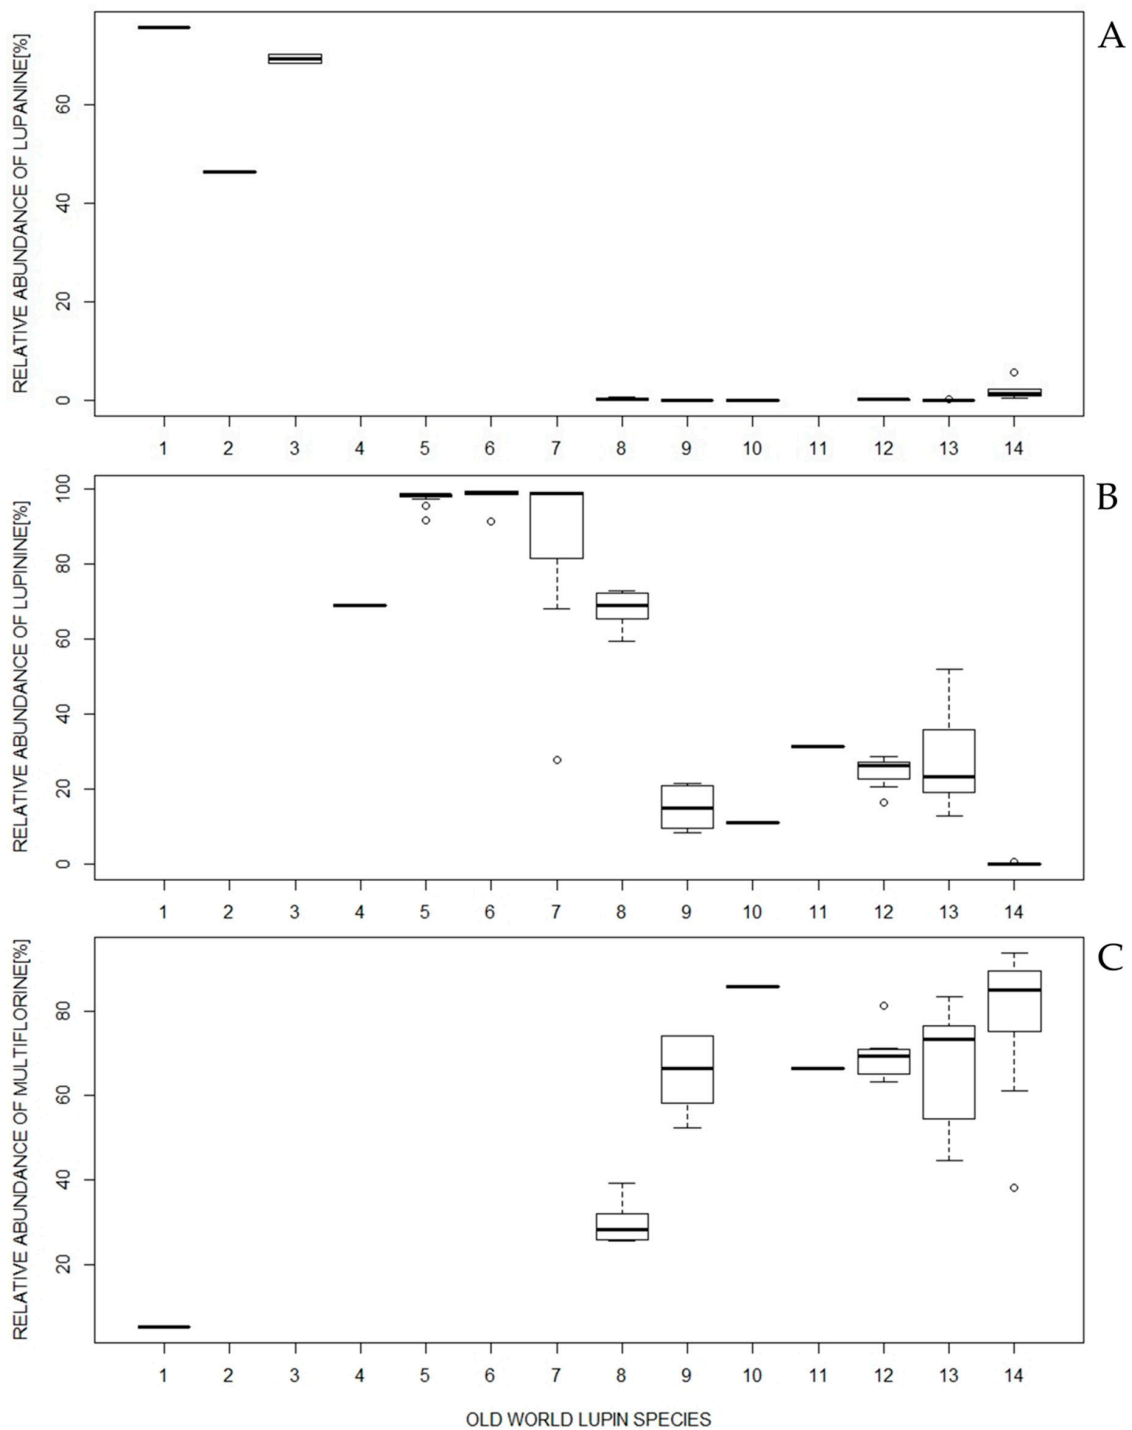 A
RELATIVE ABUNDANCE OF LUPANINE[%]
60
40
20
0
1 2 3 4 5 6 7 8 9 10 11 12 13 14
B
RELATIVE ABUNDANCE OF LUPININE[%]
100
80
60
40
20
0
1 2 3 4 5 6 7 8 9 10 11 12 13 14
C
RELATIVE ABUNDANCE OF MULTIFLORINE[%]
80
60
40
20
1 2 3 4 5 6 7 8 9 10 11 12 13 14
OLD WORLD LUPIN SPECIES